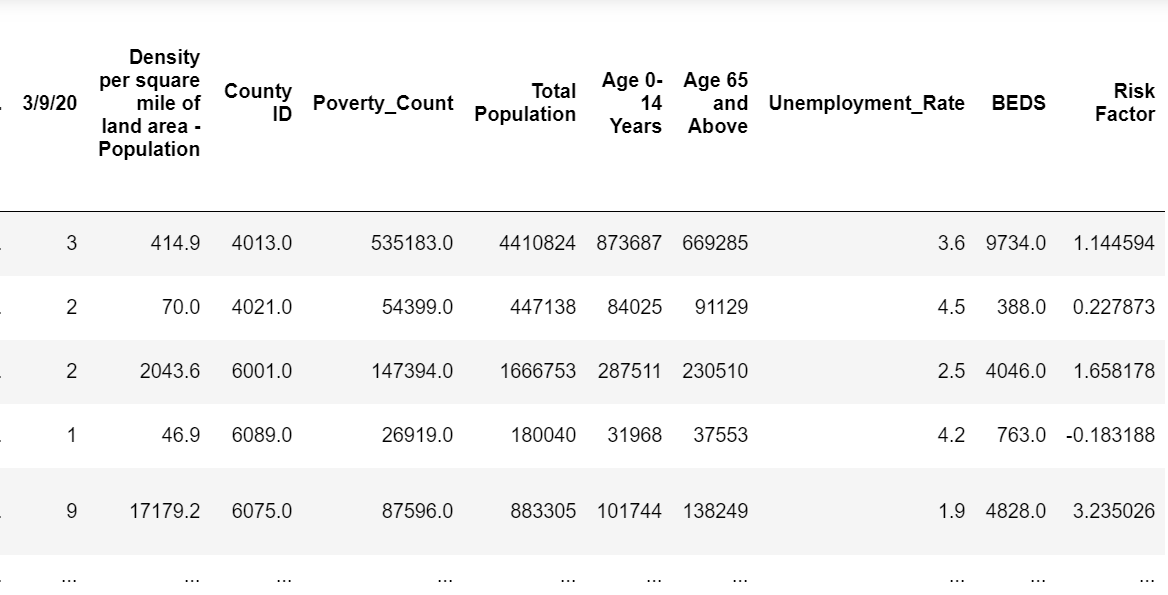 . 3/9/20 Density per square mile of land area - Population County ID Poverty_Count Total Population Age 0-14 Years Age 65 and Above Unemployment_Rate BEDS Risk Factor
. 3 414.9 4013.0 535183.0 4410824 873687 669285 3.6 9734.0 1.144594
. 2 70.0 4021.0 54399.0 447138 84025 91129 4.5 388.0 0.227873
. 2 2043.6 6001.0 147394.0 1666753 287511 230510 2.5 4046.0 1.658178
. 1 46.9 6089.0 26919.0 180040 31968 37553 4.2 763.0 -0.183188
. 9 17179.2 6075.0 87596.0 883305 101744 138249 1.9 4828.0 3.235026
. ... ... ... ... ... ... ... ... ... ...